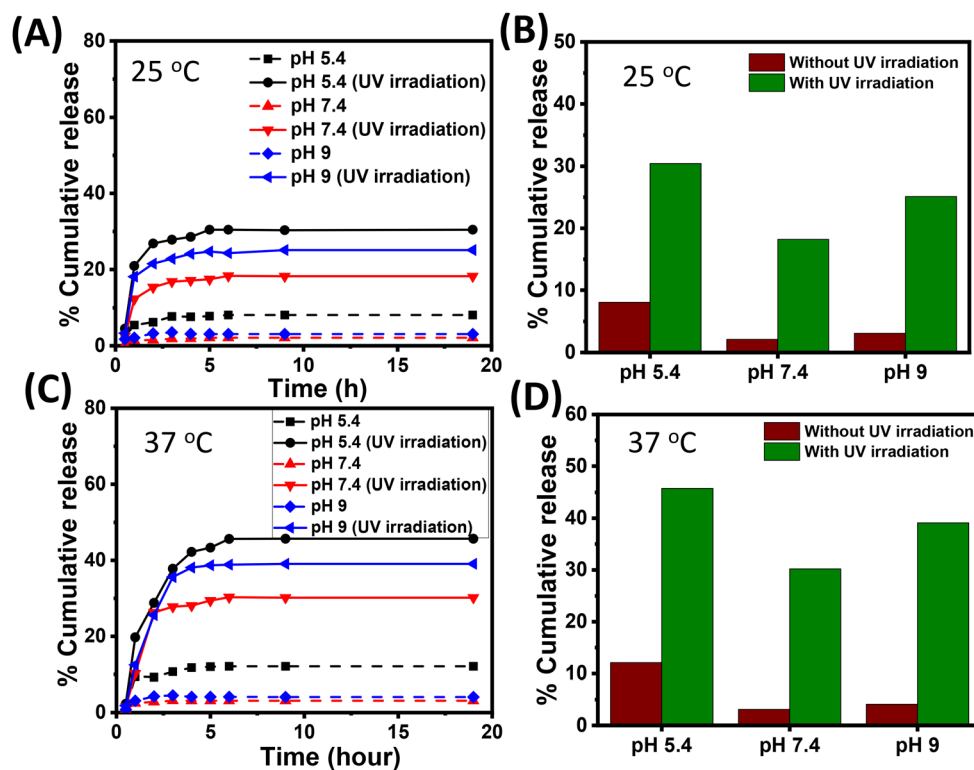 (A)
80
60
40
20
0
% Cumulative release
25 °C
pH 5.4
pH 5.4 (UV irradiation)
pH 7.4
pH 7.4 (UV irradiation)
pH 9
pH 9 (UV irradiation)
0 5 10 15 20
Time (h)
(B)
50
40
30
20
10
0
% Cumulative release
25 °C
Without UV irradiation
With UV irradiation
pH 5.4 pH 7.4 pH 9
(C)
80
60
40
20
0
% Cumulative release
37 °C
pH 5.4
pH 5.4 (UV irradiation)
pH 7.4
pH 7.4 (UV irradiation)
pH 9
pH 9 (UV irradiation)
0 5 10 15 20
Time (hour)
(D)
60
50
40
30
20
10
0
% Cumulative release
37 °C
Without UV irradiation
With UV irradiation
pH 5.4 pH 7.4 pH 9